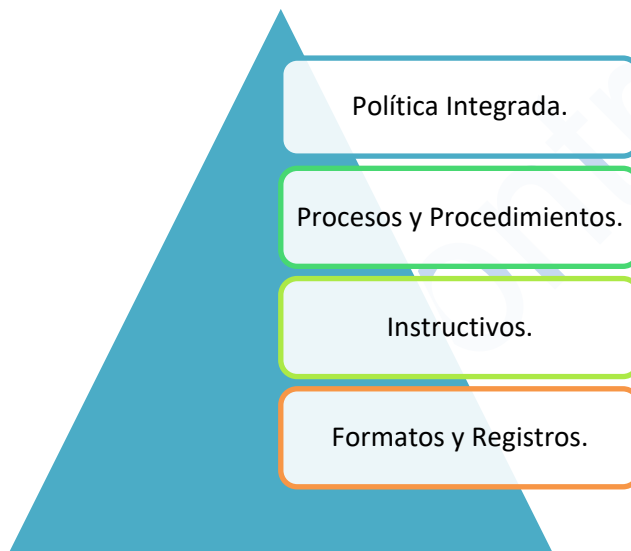 Política Integrada.
Procesos y Procedimientos.
Instructivos.
Formatos y Registros.